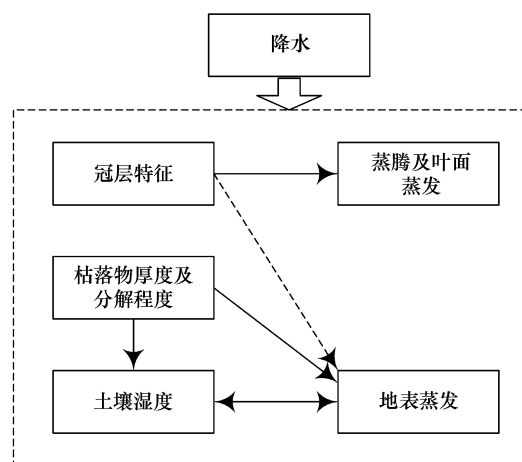 降水
冠层特征
蒸腾及叶面
蒸发
枯落物厚度及
分解程度
土壤湿度
地表蒸发